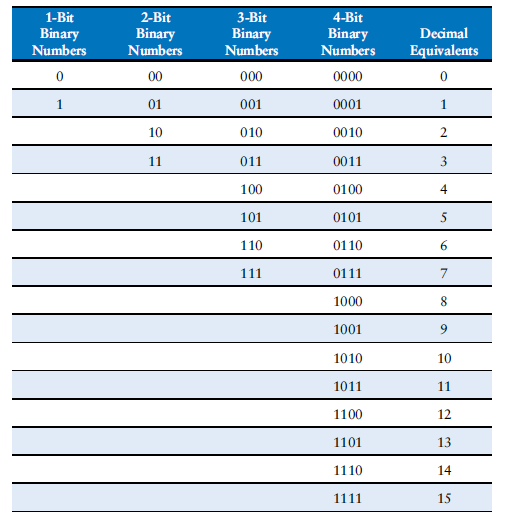 1-Bit 2-Bit 3-Bit 4-Bit
Binary Binary Binary Binary Decimal
Numbers Numbers Numbers Numbers Equivalents
0 00 000 0000 0
1 01 001 0001 1
10 010 0010 2
11 011 0011 3
100 0100 4
101 0101 5
110 0110 6
111 0111 7
1000 8
1001 9
1010 10
1011 11
1100 12
1101 13
1110 14
1111 15